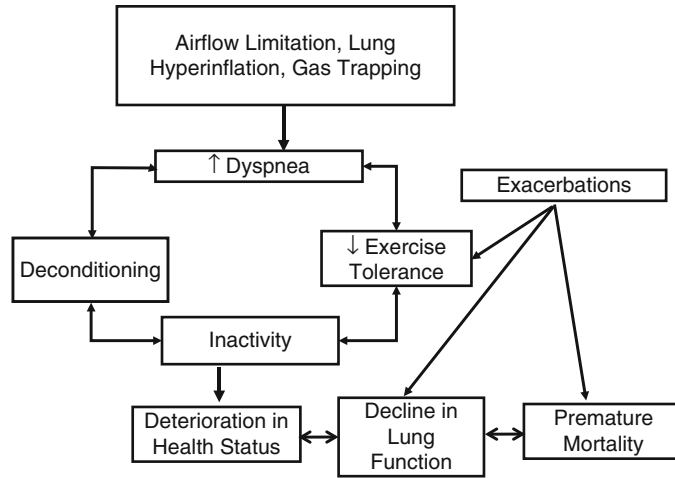 Airflow Limitation, Lung
Hyperinflation, Gas Trapping
↑ Dyspnea
Exacerbations
Deconditioning
↓ Exercise
Tolerance
Inactivity
Deterioration in
Health Status
Decline in
Lung
Function
Premature
Mortality